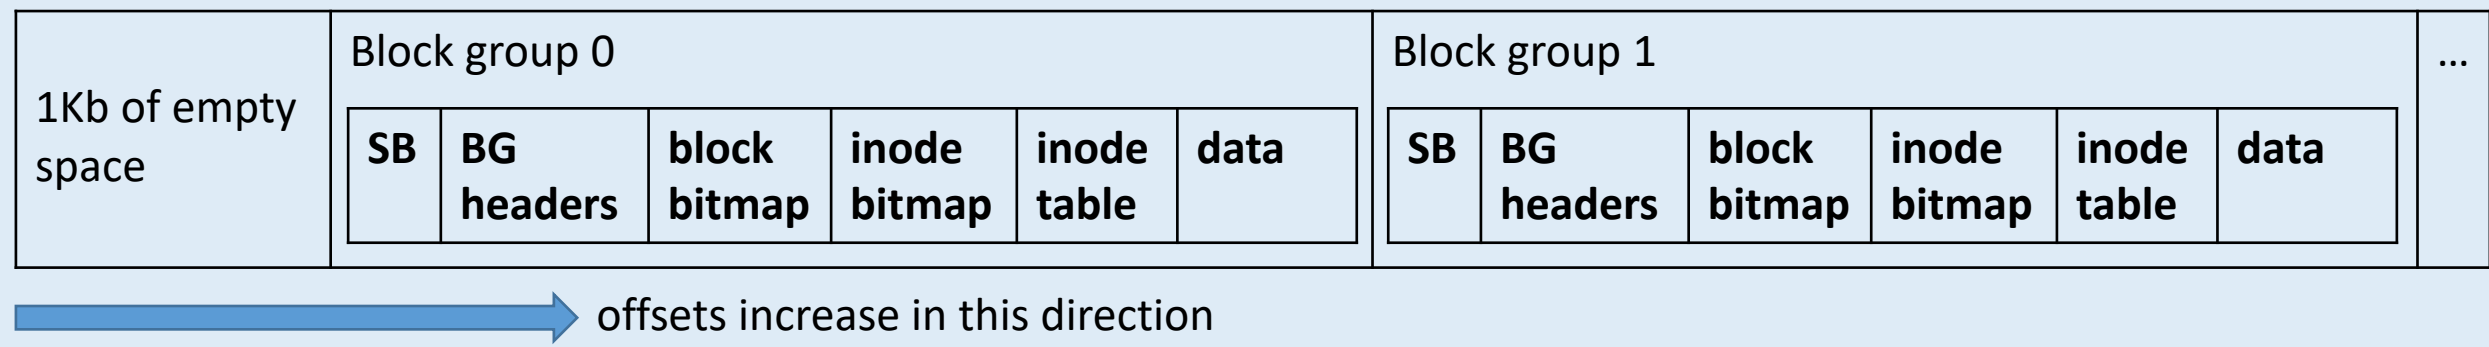 1Kb of empty
space
Block group 0
SB
BG
headers
block
bitmap
inode
bitmap
inode
table
data
Block group 1
SB
BG
headers
block
bitmap
inode
bitmap
inode
table
data
...
offsets increase in this direction